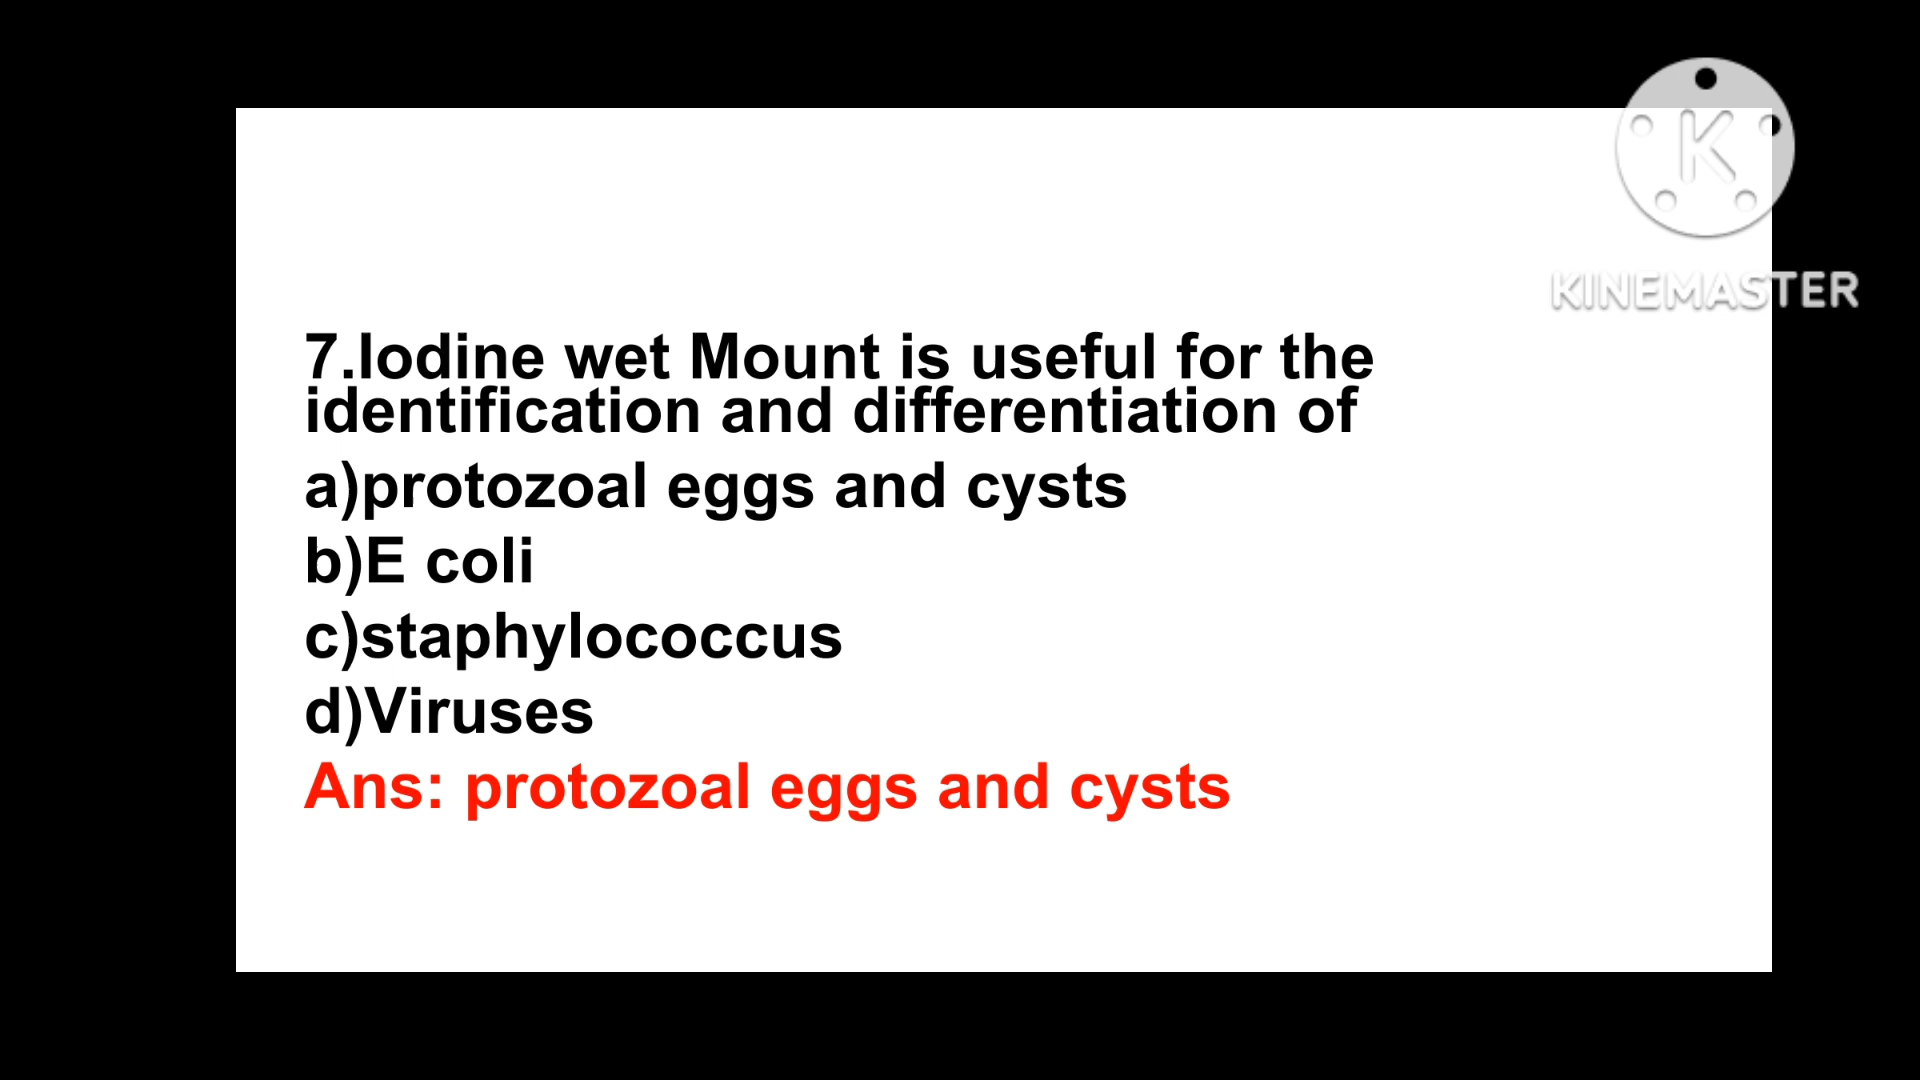 K
KINEMASTER
7.Iodine wet Mount is useful for the
identification and differentiation of
a)protozoal eggs and cysts
b)E coli
c)staphylococcus
d)Viruses
Ans: protozoal eggs and cysts